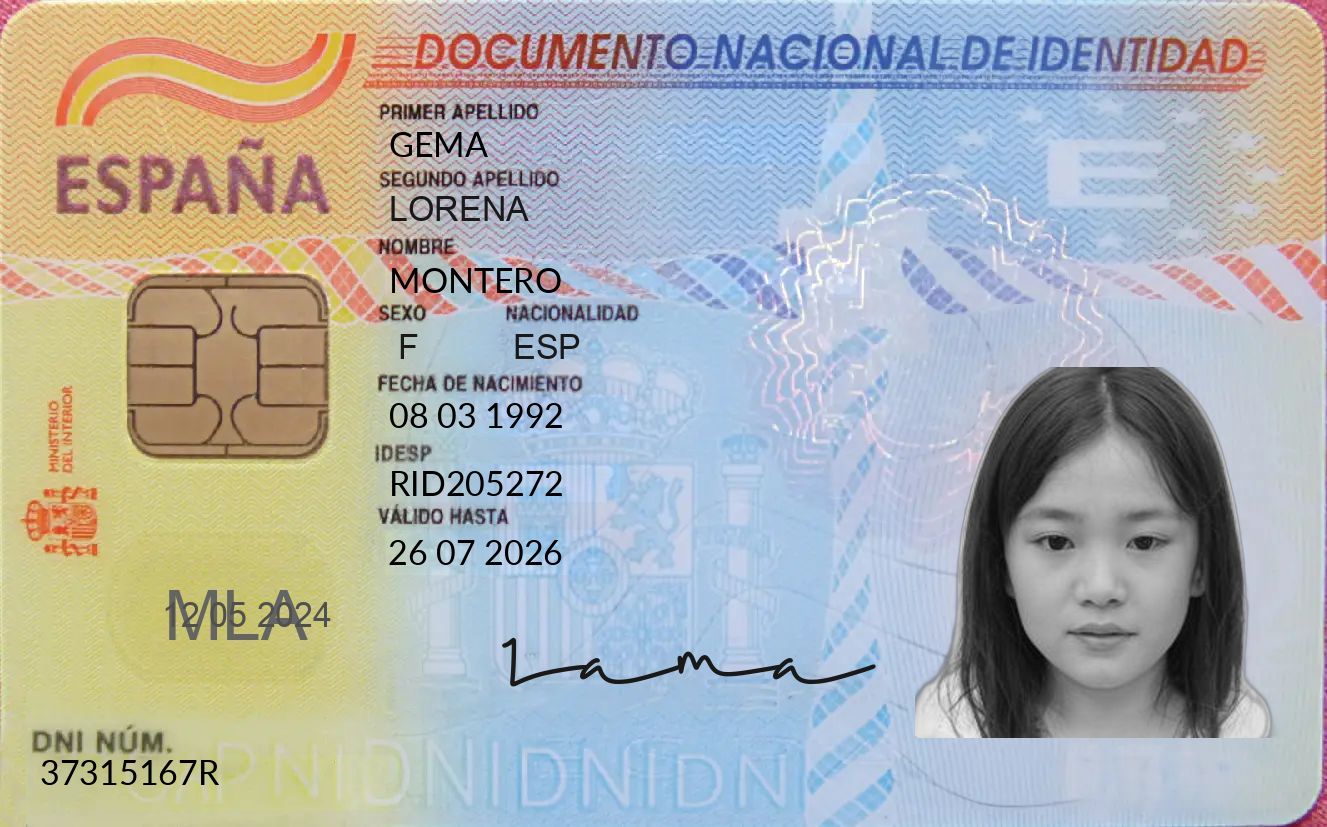 DOCUMENTO NACIONAL DE IDENTIDAD
ESPAÑA
PRIMER APELLIDO
GEMA
SEGUNDO APELLIDO
LORENA
NOMBRE
MONTERO
SEXO NACIONALIDAD
F ESP
FECHA DE NACIMIENTO
08 03 1992
IDESP
RID205272
VÁLIDO HASTA
26 07 2026
MINISTERIO
DEL INTERIOR
E
MLA
12 05 2024
Lama
DNI NÚM.
37315167R
DNIDNIDNIDNI